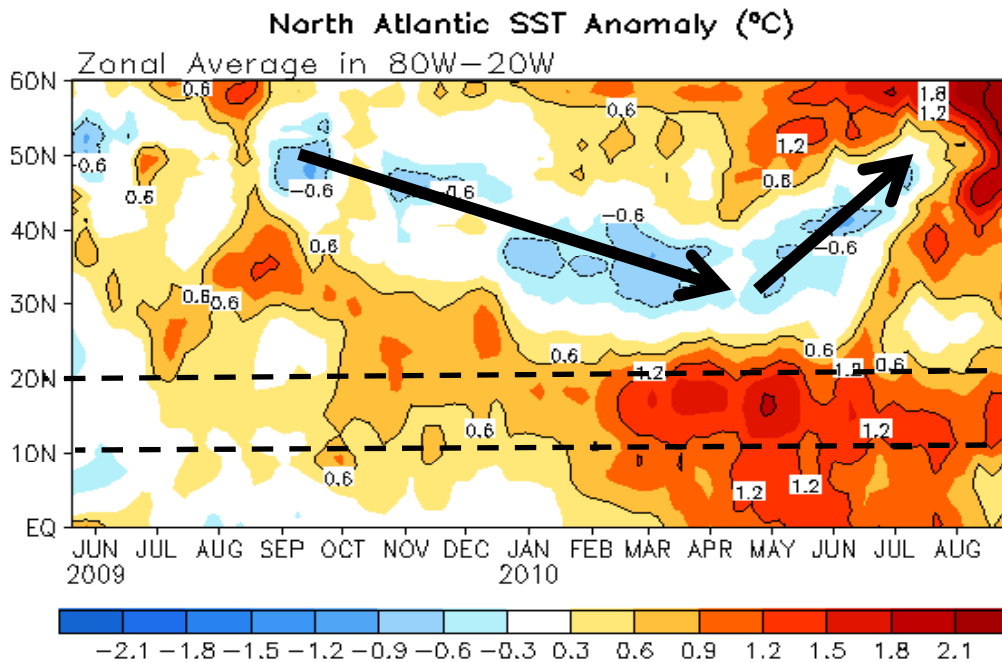 North Atlantic SST Anomaly (°C)
Zonal Average in 80W−20W
60N
50N
40N
30N
20N
10N
EQ
0.6
0.6
1.8
1.2
1.2
−0.6
0.6
−0.6
−0.6
0.6
−0.6
−0.6
0.6
0.6
0.6
0.6
0.6
0.6
1.2
1.2
0.6
0.6
1.2
0.6
1.2
1.2
JUN JUL AUG SEP OCT NOV DEC JAN FEB MAR APR MAY JUN JUL AUG
2009 2010
−2.1 −1.8 −1.5 −1.2 −0.9 −0.6 −0.3 0.3 0.6 0.9 1.2 1.5 1.8 2.1